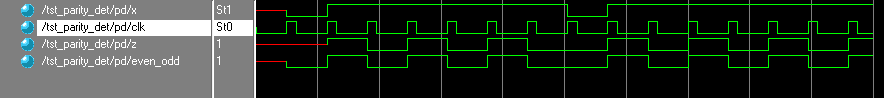 /tst_parity_det/pd/x St1
/tst_parity_det/pd/clk St0
/tst_parity_det/pd/z 1
/tst_parity_det/pd/even_odd 1